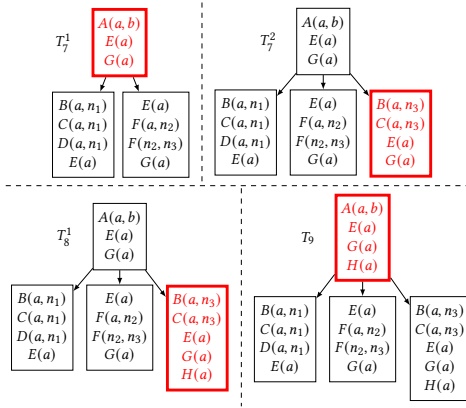 T_7^1
A(a, b)
E(a)
G(a)
B(a, n_1)
C(a, n_1)
D(a, n_1)
E(a)
E(a)
F(a, n_2)
F(n_2, n_3)
G(a)
T_7^2
A(a, b)
E(a)
G(a)
B(a, n_1)
C(a, n_1)
D(a, n_1)
E(a)
E(a)
F(a, n_2)
F(n_2, n_3)
G(a)
B(a, n_3)
C(a, n_3)
E(a)
G(a)
T_8^1
A(a, b)
E(a)
G(a)
B(a, n_1)
C(a, n_1)
D(a, n_1)
E(a)
E(a)
F(a, n_2)
F(n_2, n_3)
G(a)
B(a, n_3)
C(a, n_3)
E(a)
G(a)
H(a)
T_9
A(a, b)
E(a)
G(a)
H(a)
B(a, n_1)
C(a, n_1)
D(a, n_1)
E(a)
E(a)
F(a, n_2)
F(n_2, n_3)
G(a)
B(a, n_3)
C(a, n_3)
E(a)
G(a)
H(a)